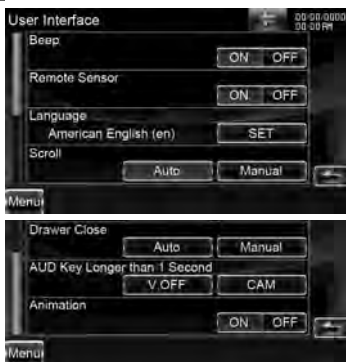 User Interface
00/00/0000
00:00 PM
Beep
ON OFF
Remote Sensor
ON OFF
Language
American English (en) SET
Scroll
Auto Manual
Menu
Drawer Close
Auto Manual
AUD Key Longer than 1 Second
V.OFF CAM
Animation
ON OFF
Menu